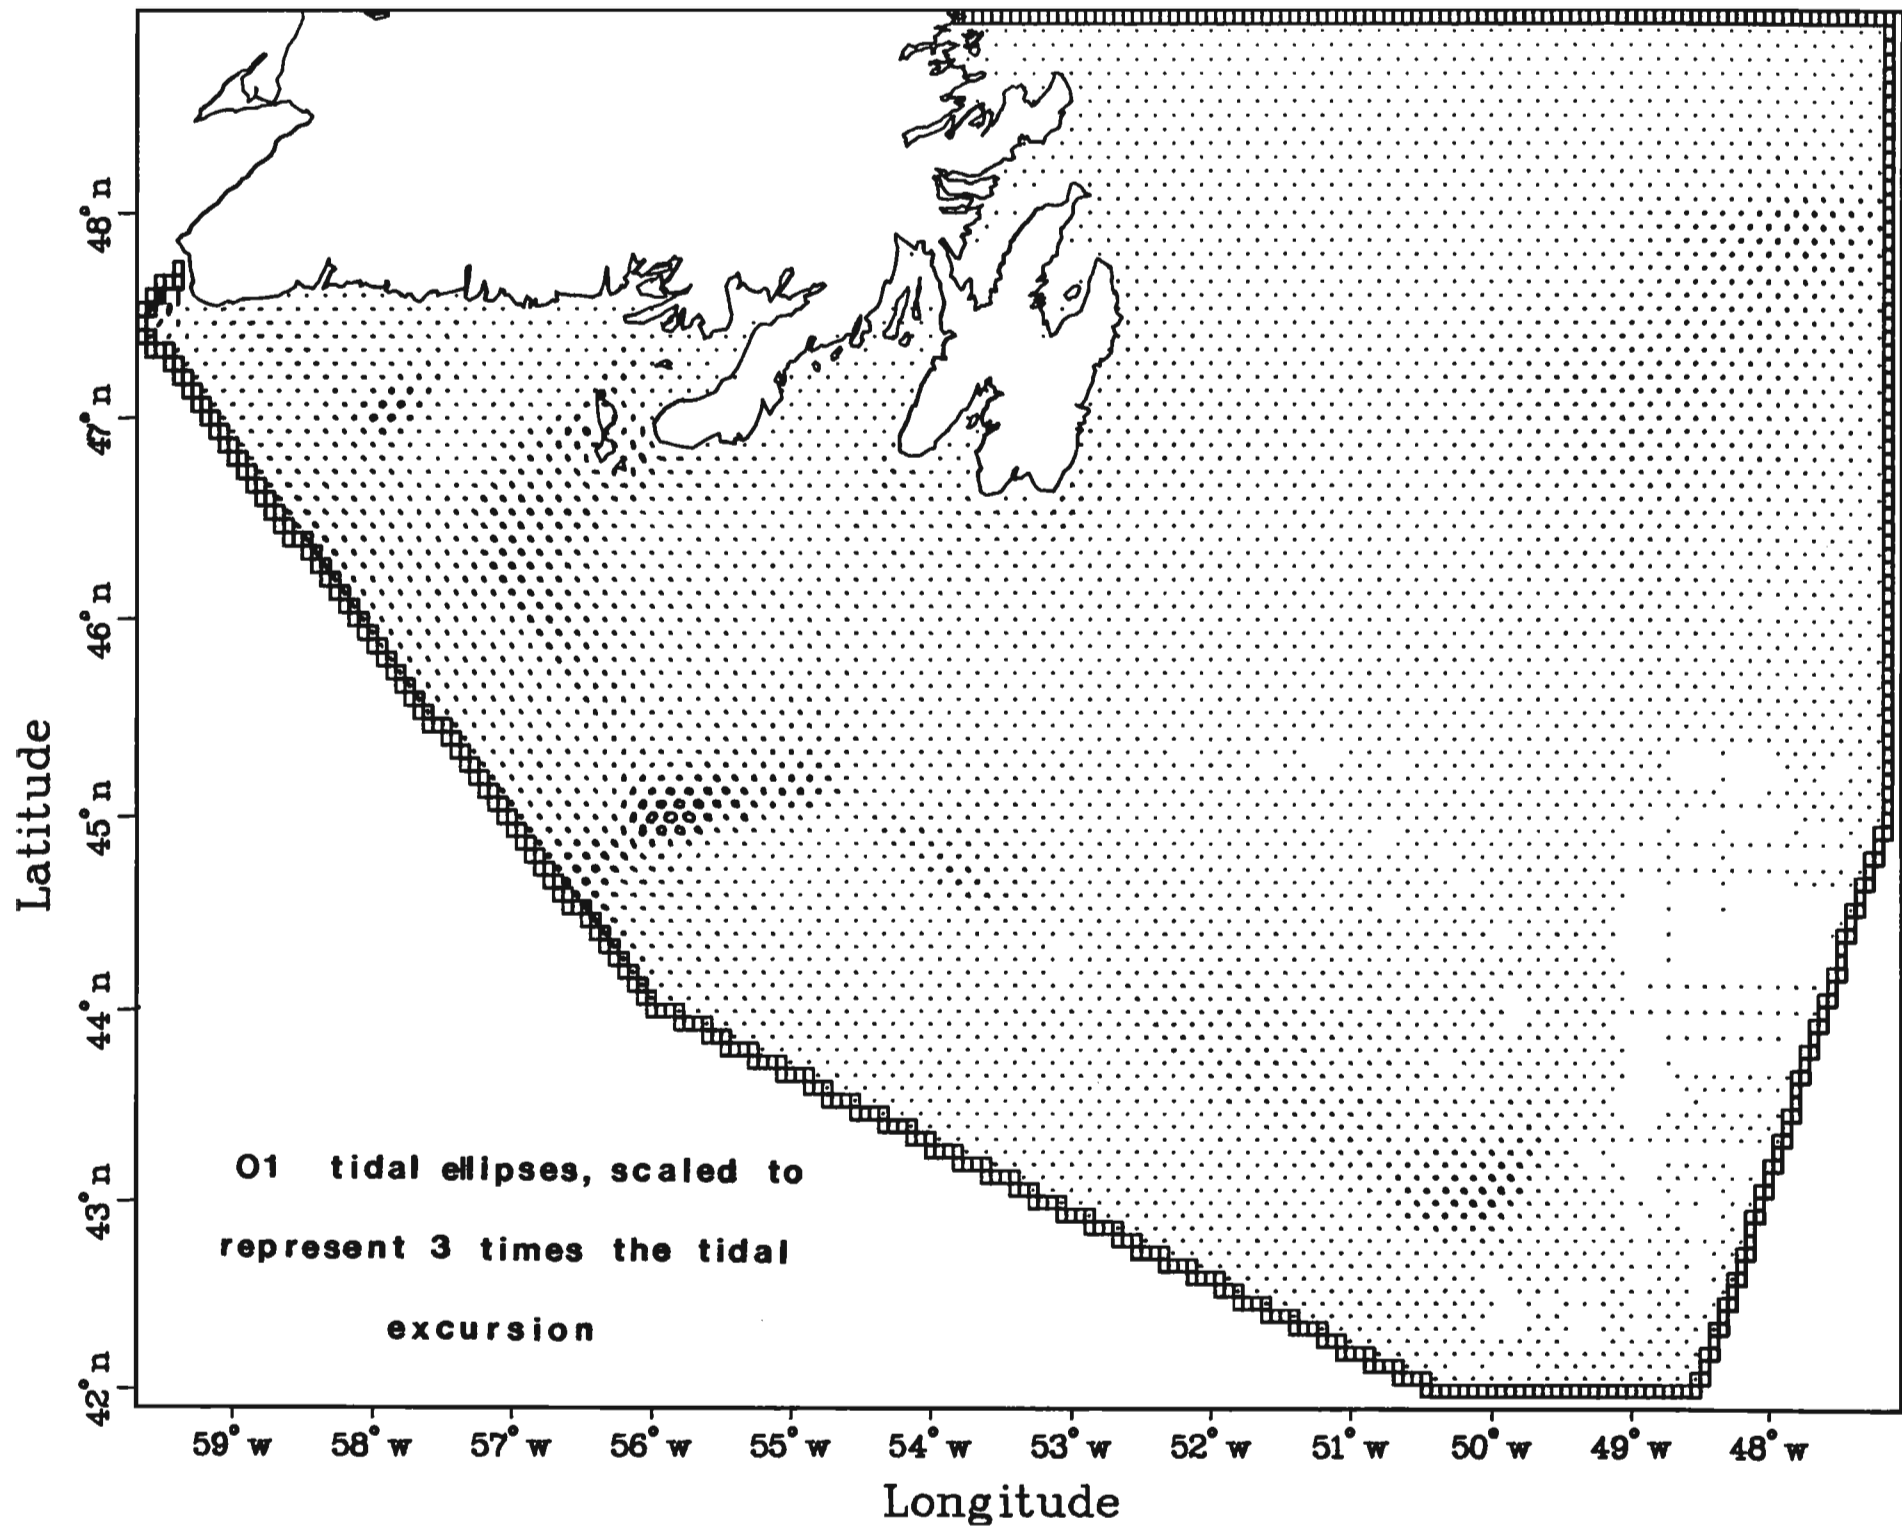 48°n
47°n
46°n
45°n
44°n
43°n
42°n
Latitude
O1 tidal ellipses, scaled to
represent 3 times the tidal
excursion
59°w 58°w 57°w 56°w 55°w 54°w 53°w 52°w 51°w 50°w 49°w 48°w
Longitude